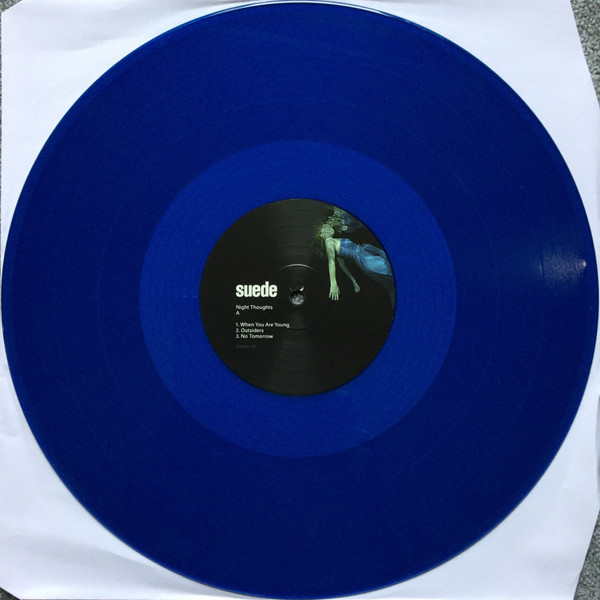 suede
Night Thoughts
A
1. When You Are Young
2. Outsiders
3. No Tomorrow